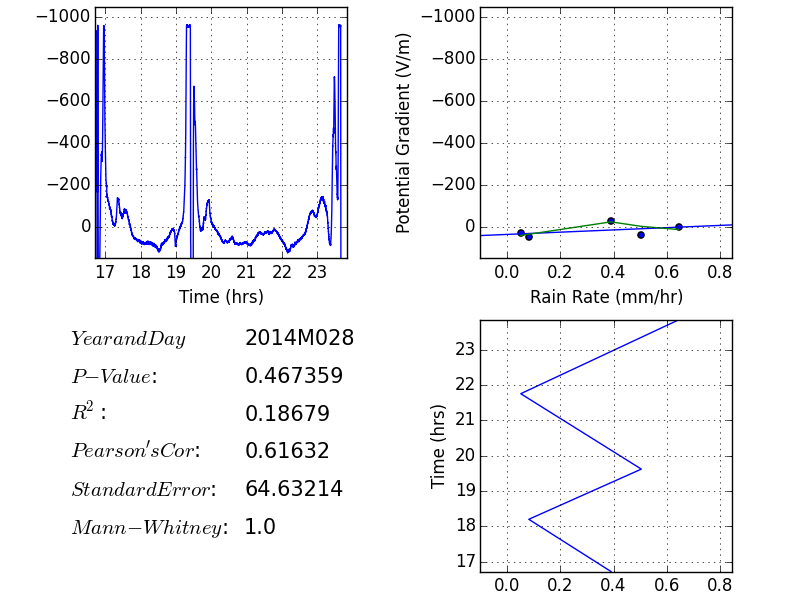 −1000
−800
−600
−400
−200
0
17 18 19 20 21 22 23
Time (hrs)
Potential Gradient (V/m)
−1000
−800
−600
−400
−200
0
0.0 0.2 0.4 0.6 0.8
Rain Rate (mm/hr)
YearandDay 2014M028
P−Value: 0.467359
R²: 0.18679
Pearson'sCor: 0.61632
StandardError: 64.63214
Mann−Whitney: 1.0
Time (hrs)
23
22
21
20
19
18
17
0.0 0.2 0.4 0.6 0.8